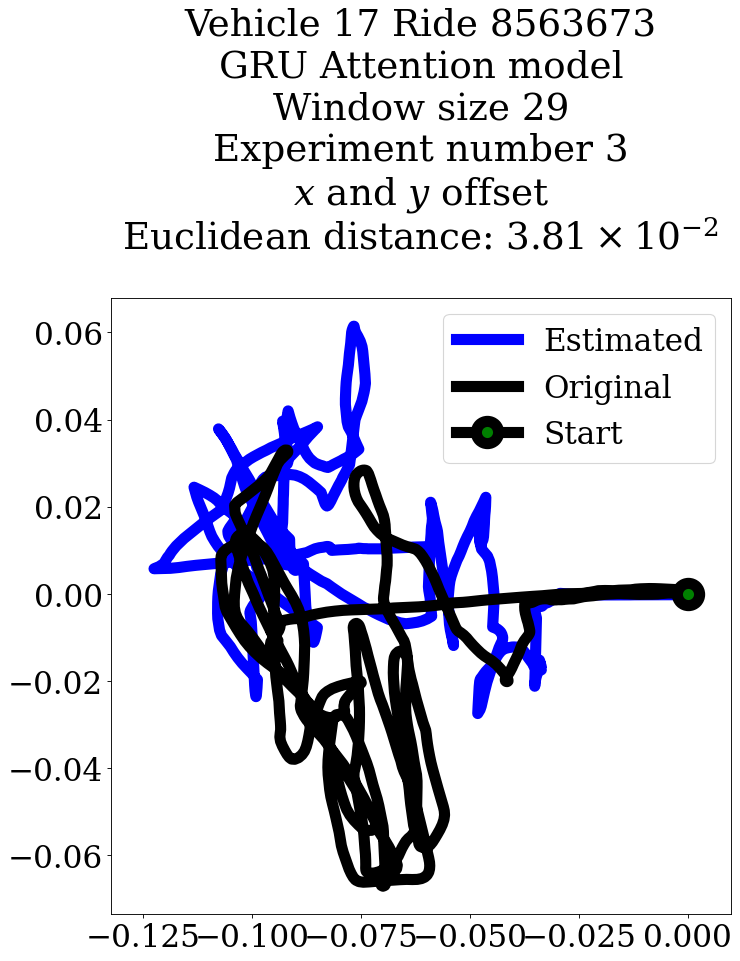 Vehicle 17 Ride 8563673
GRU Attention model
Window size 29
Experiment number 3
x and y offset
Euclidean distance: 3.81 × 10⁻²
Estimated
Original
Start
0.06
0.04
0.02
0.00
−0.02
−0.04
−0.06
−0.125 −0.100 −0.075 −0.050 −0.025 0.000